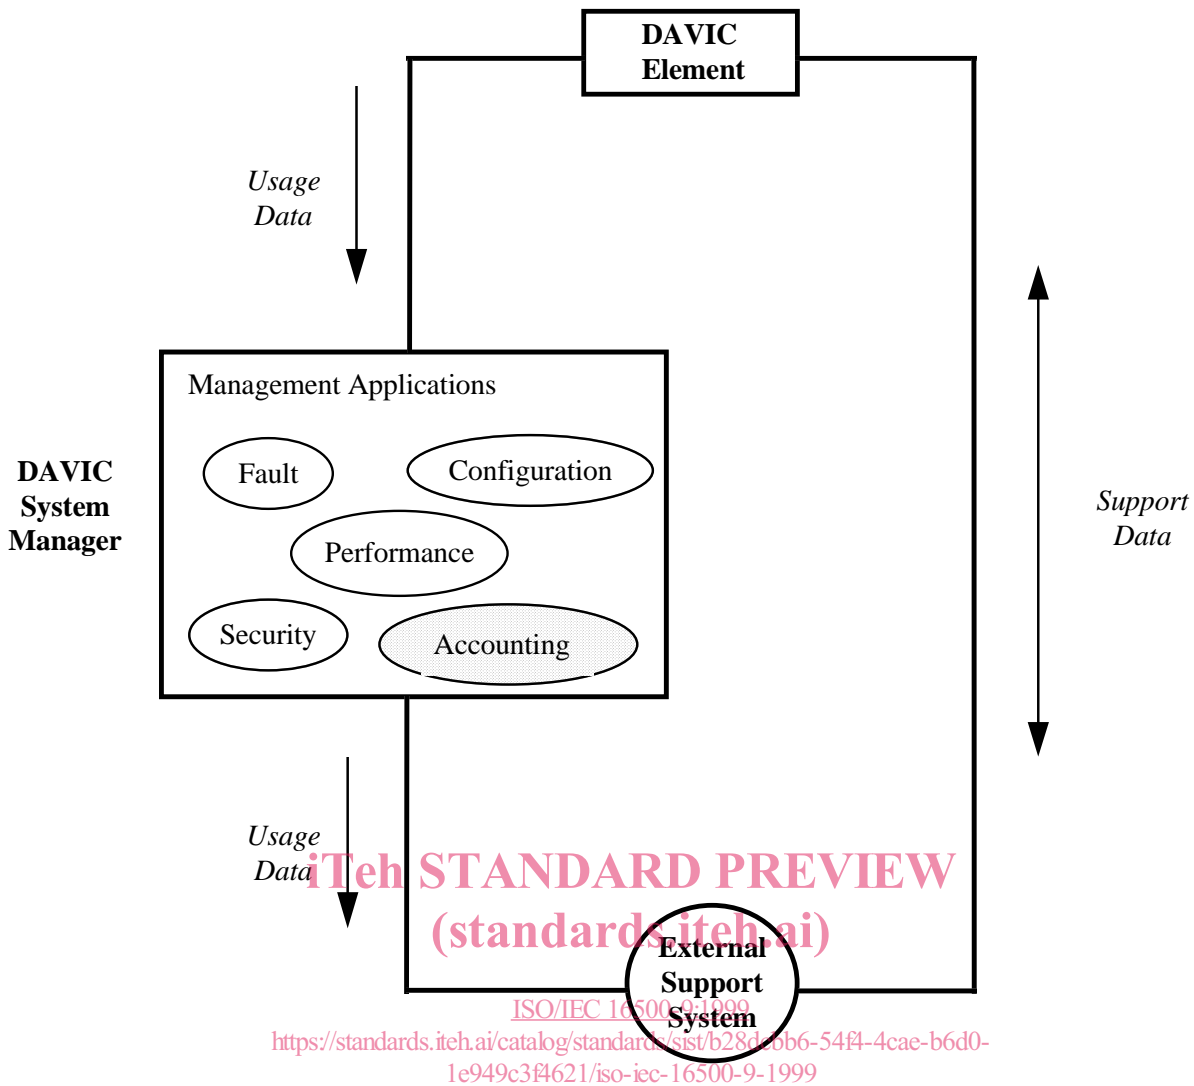 DAVIC
Element
Usage
Data
Management Applications
Fault
Configuration
Performance
Security
Accounting
DAVIC
System
Manager
Support
Data
Usage
Data
iTeh STANDARD PREVIEW
(standards.iteh.ai)
External
Support
System
ISO/IEC 16500-9:1999
https://standards.iteh.ai/catalog/standards/sist/b28dcbb6-54f4-4cae-b6d0-
1e949c3f4621/iso-iec-16500-9-1999